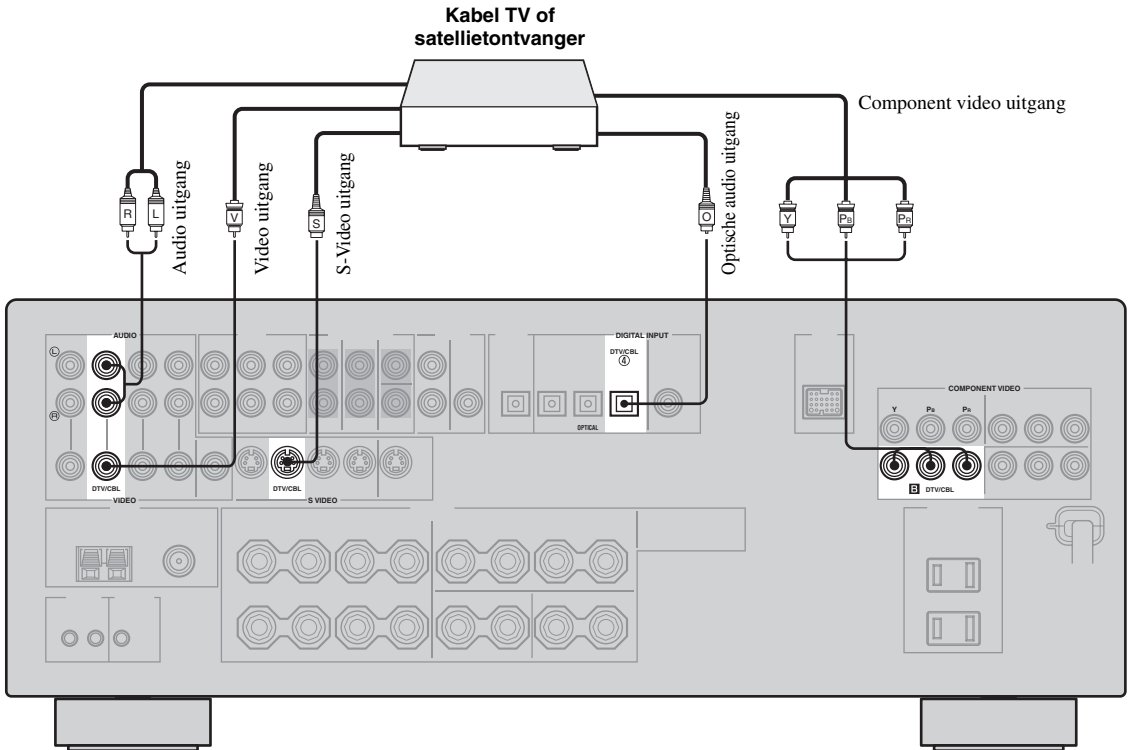 Kabel TV of
satellietontvanger
Component video uitgang
R
L
Audio uitgang
V
Video uitgang
S
S-Video uitgang
O
Optische audio uitgang
Y
PB
PR
AUDIO
L
R
DTV/CBL
VIDEO
DTV/CBL
S VIDEO
DIGITAL INPUT
DTV/CBL
④
OPTICAL
COMPONENT VIDEO
Y
PB
PR
B DTV/CBL